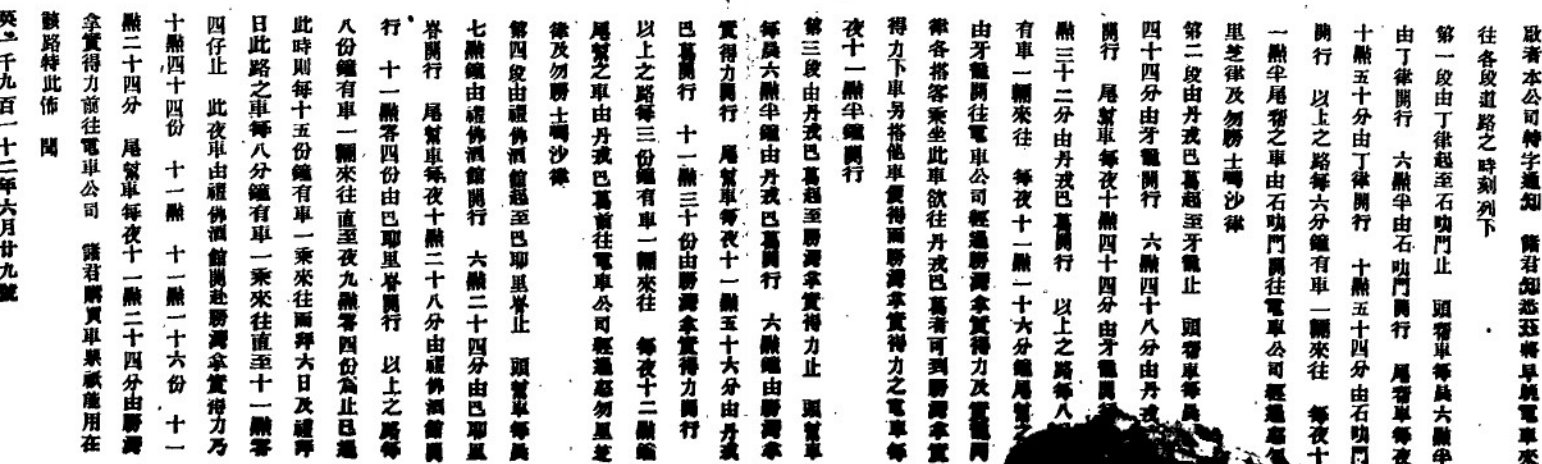 啟者本公司特字通知　諸君知悉茲將早晚電車來
往各段道路之時刻列下
第一段由丁律起至石叻門止　頭帮車每晨六點半
由丁律開行　六點半由石叻門開行　尾帮車每夜
十點五十分由丁律開行　十點五十四分由石叻門
開行　以上之路每六分鐘有車一輛來往　每夜十
一點半尾帮之車由石叻門開往電車公司經過忽勿
里芝律及勿勝士噶沙律
第二段由丹戎巴葛起至牙龍止　頭帮車每晨
四十四分由牙龍開行　六點四十八分由丹戎
開行　尾帮車每夜十點四十四分由牙龍開行
點三十二分由丹戎巴葛開行　以上之路每八
有車一輛來往　每夜十一點一十六分鐘尾帮之
由牙龍開往電車公司經過勝灣拿實得力及實龍岡
律各搭客乘坐此車欲往丹戎巴葛者可到勝灣拿實
得力下車另搭他車價得而勝灣拿實得力之電車每
夜十一點半鐘開行
第三段由丹戎巴葛起至勝灣拿實得力止　頭帮車
每晨六點半鐘由丹戎巴葛開行　六點鐘由勝灣拿
實得力開行　尾帮車每夜十一點五十六分由丹戎
巴葛開行　十一點三十份由勝灣拿實得力開行
以上之路每三份鐘有車一輛來往　每夜十二點鐘
尾帮之車由丹戎巴葛前往電車公司經過忽勿里芝
律及勿勝士噶沙律
第四段由禮佛酒館起至巴聊里峇止　頭帮車每晨
七點鐘由禮佛酒館開行　六點二十四分由巴聊里
峇開行　尾帮車每夜十點二十八分由禮佛酒館開
行　十一點零四份由巴聊里峇開行　以上之路每
八份鐘有車一輛來往直至夜九點零四份為止已過
此時則每十五份鐘有車一乘來往而拜六日及禮拜
日此路之車每八分鐘有車一乘來往直至十一點零
四仔止　此夜車由禮佛酒館開赴勝灣拿實得力乃
十點四十四份　十一點　十一點一十六份　十一
點二十四分　尾帮車每夜十一點二十四分由勝灣
拿實得力前往電車公司　諸君購買車票祇能用在
該路特此佈　聞
英一千九百一十二年六月廿九號